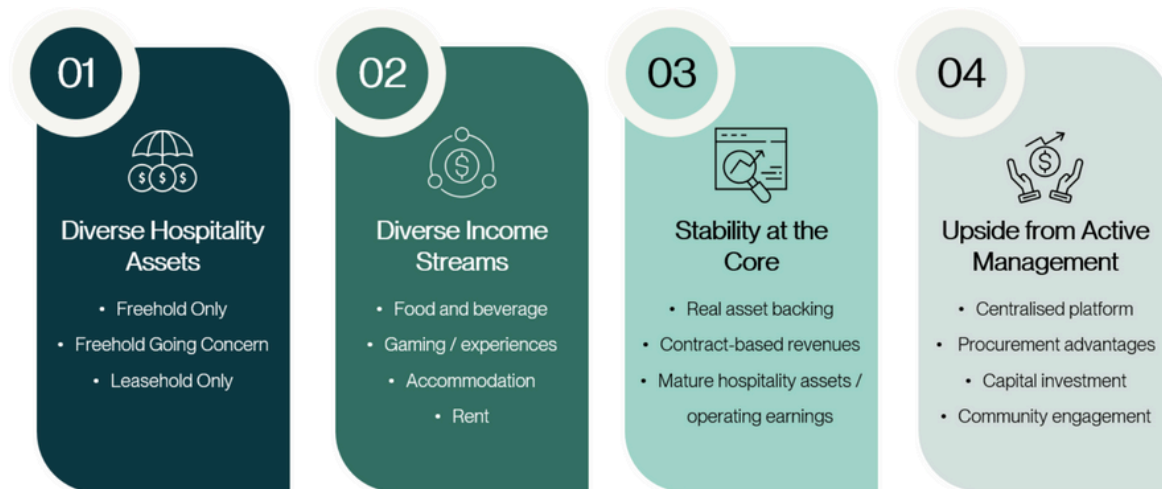 01
Diverse Hospitality
Assets
• Freehold Only
• Freehold Going Concern
• Leasehold Only
02
Diverse Income
Streams
• Food and beverage
• Gaming / experiences
• Accommodation
• Rent
03
Stability at the
Core
• Real asset backing
• Contract-based revenues
• Mature hospitality assets /
operating earnings
04
Upside from Active
Management
• Centralised platform
• Procurement advantages
• Capital investment
• Community engagement